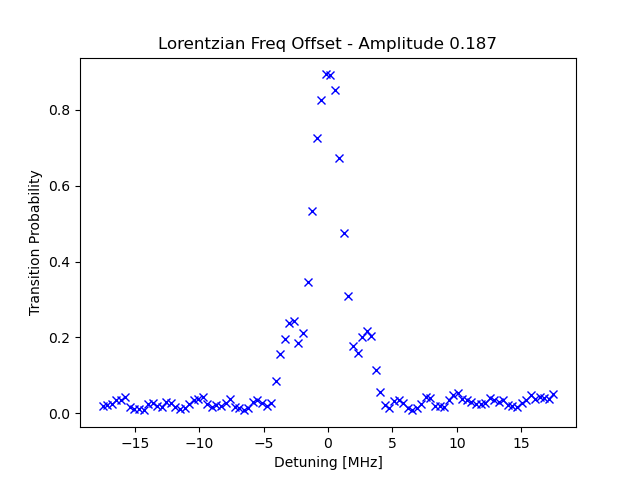 Lorentzian Freq Offset - Amplitude 0.187
Transition Probability
0.8
0.6
0.4
0.2
0.0
−15 −10 −5 0 5 10 15
Detuning [MHz]